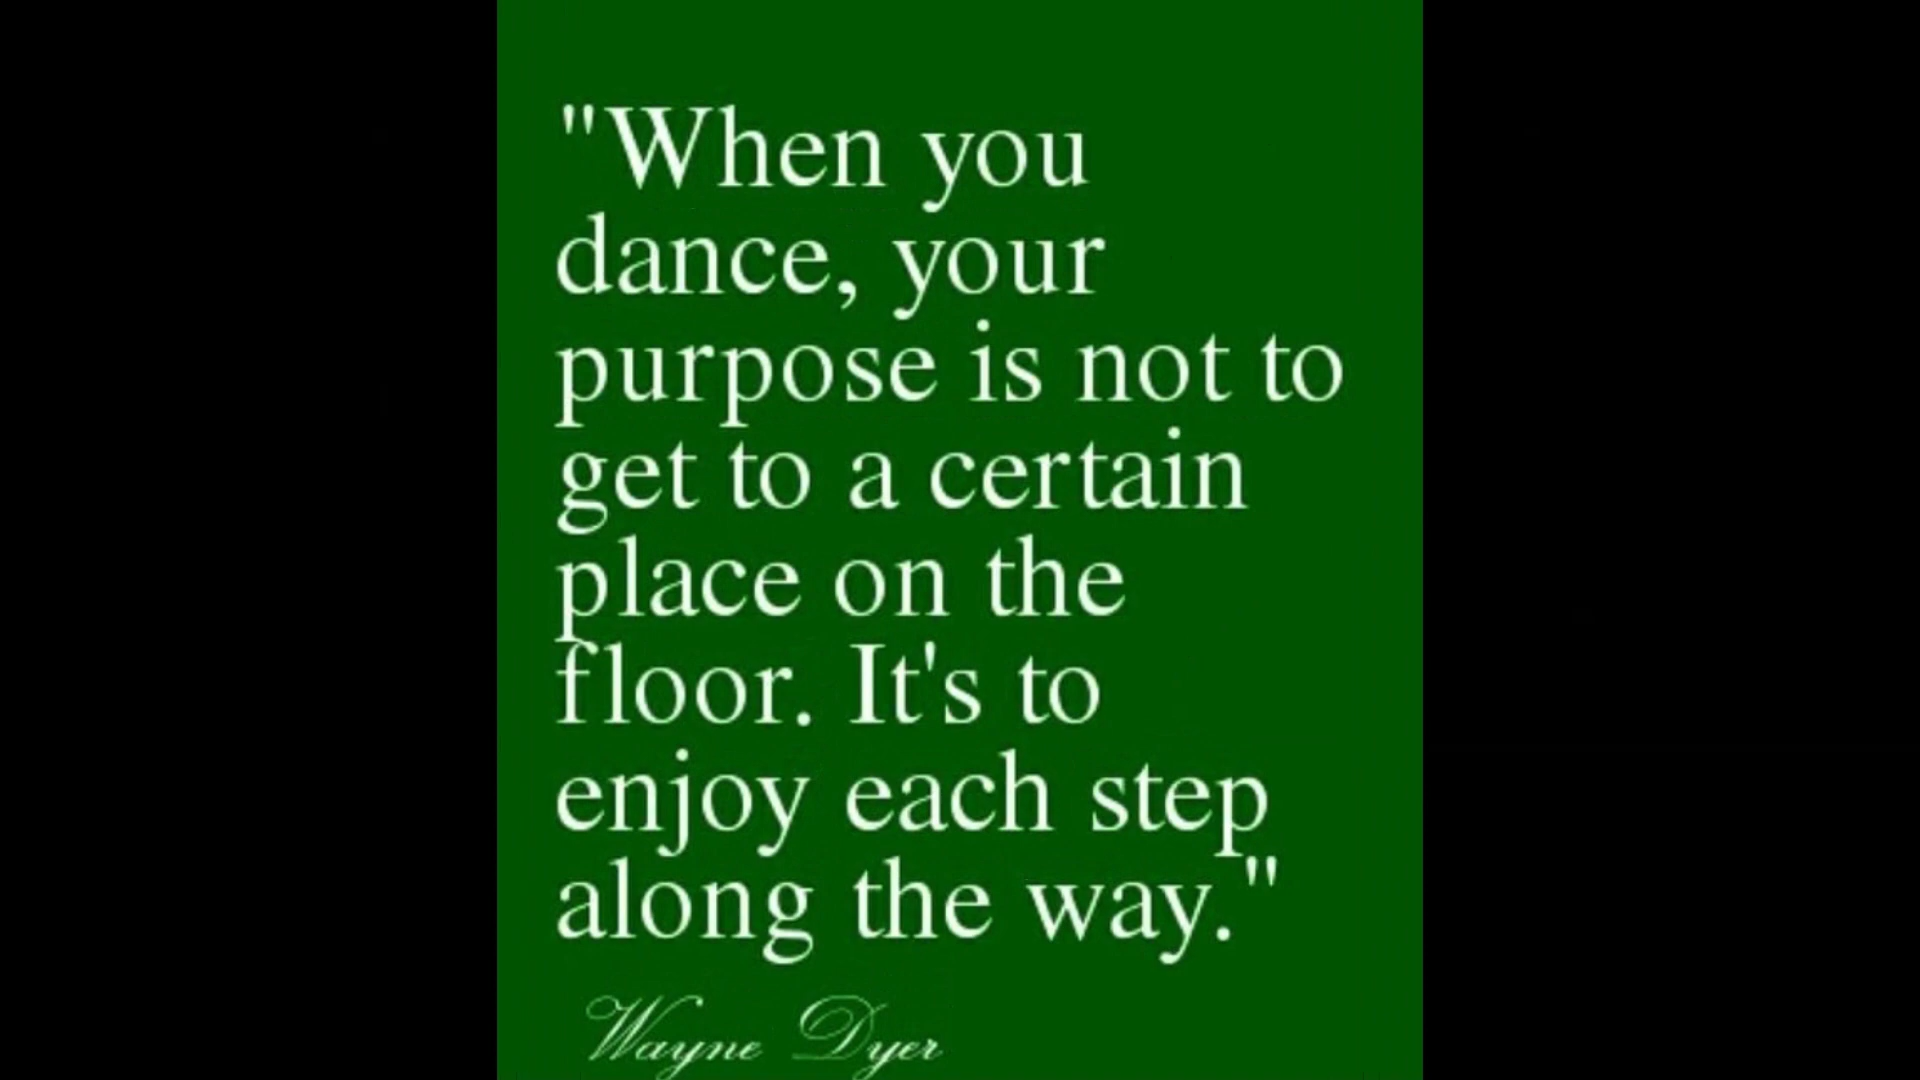 "When you
dance, your
purpose is not to
get to a certain
place on the
floor. It's to
enjoy each step
along the way."
Wayne Dyer